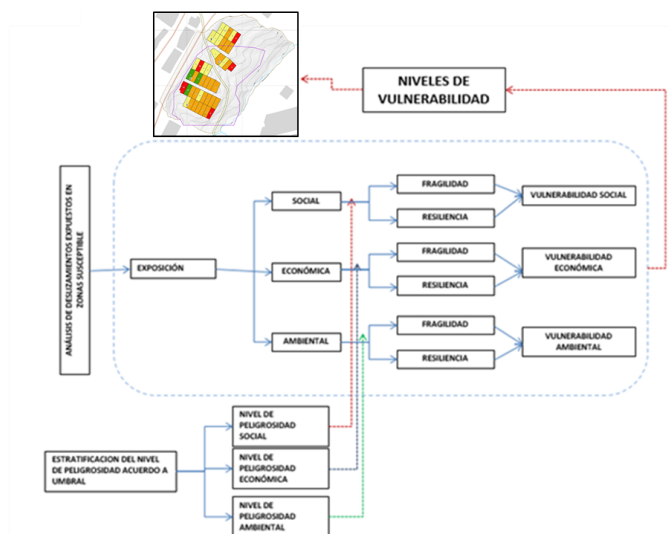 NIVELES DE
VULNERABILIDAD
ANÁLISIS DE DESLIZAMIENTOS EXPUESTOS EN
ZONAS SUSCEPTIBLE
EXPOSICIÓN
SOCIAL
ECONÓMICA
AMBIENTAL
FRAGILIDAD
RESILIENCIA
FRAGILIDAD
RESILIENCIA
FRAGILIDAD
RESILIENCIA
VULNERABILIDAD SOCIAL
VULNERABILIDAD
ECONÓMICA
VULNERABILIDAD
AMBIENTAL
ESTRATIFICACION DEL NIVEL
DE PELIGROSIDAD ACUERDO A
UMBRAL
NIVEL DE
PELIGROSIDAD
SOCIAL
NIVEL DE
PELIGROSIDAD
ECONÓMICA
NIVEL DE
PELIGROSIDAD
AMBIENTAL